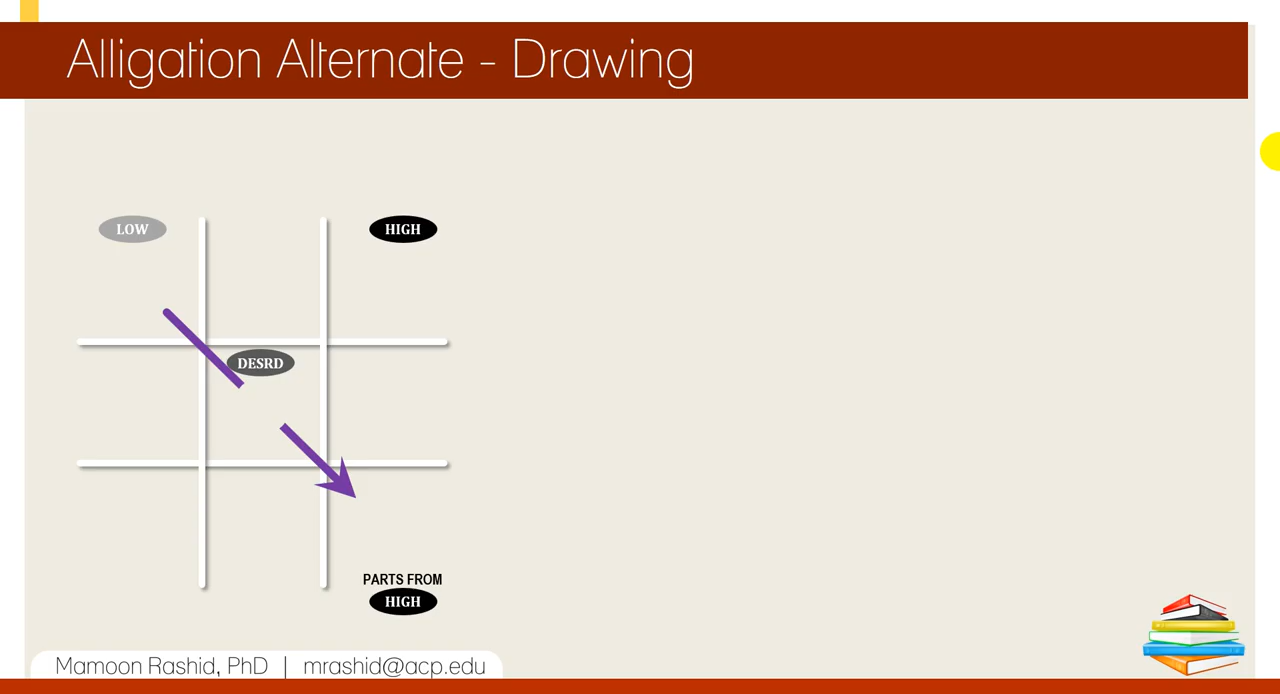 Alligation Alternate - Drawing
LOW
HIGH
DESRD
PARTS FROM
HIGH
Mamoon Rashid, PhD | mrashid@acp.edu